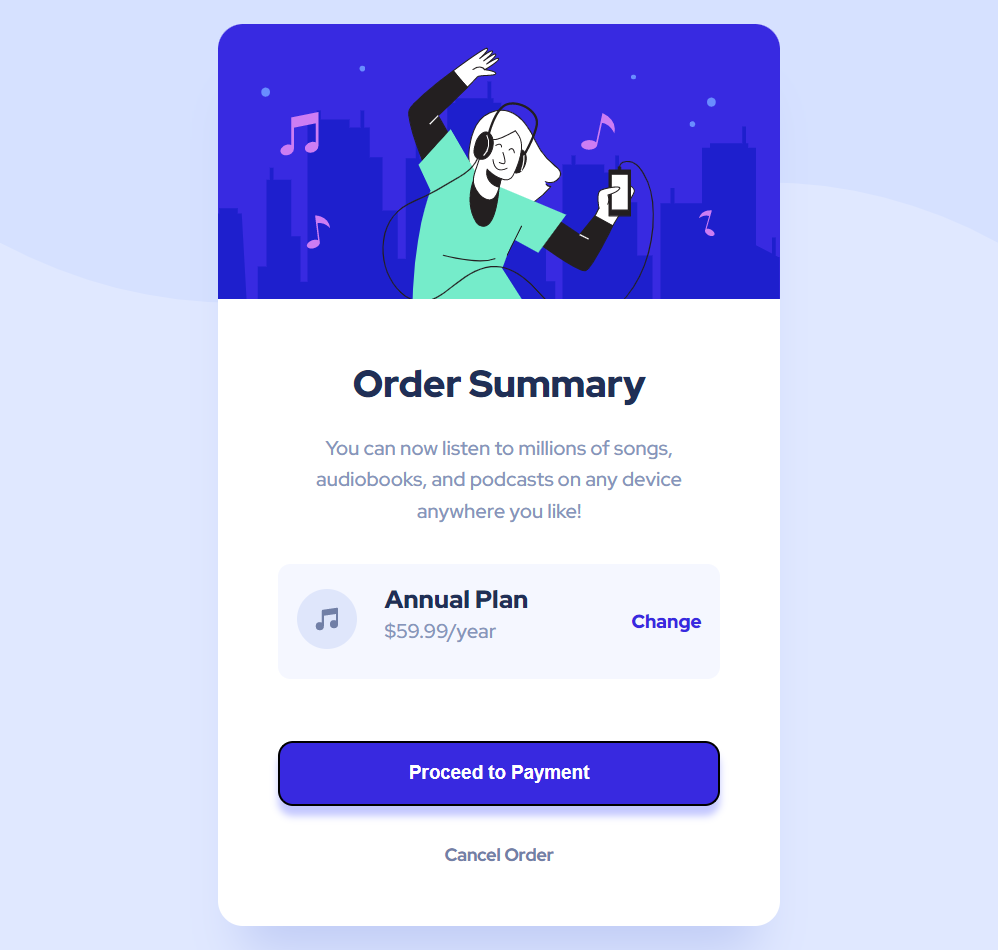 Order Summary
You can now listen to millions of songs,
audiobooks, and podcasts on any device
anywhere you like!
Annual Plan
$59.99/year
Change
Proceed to Payment
Cancel Order